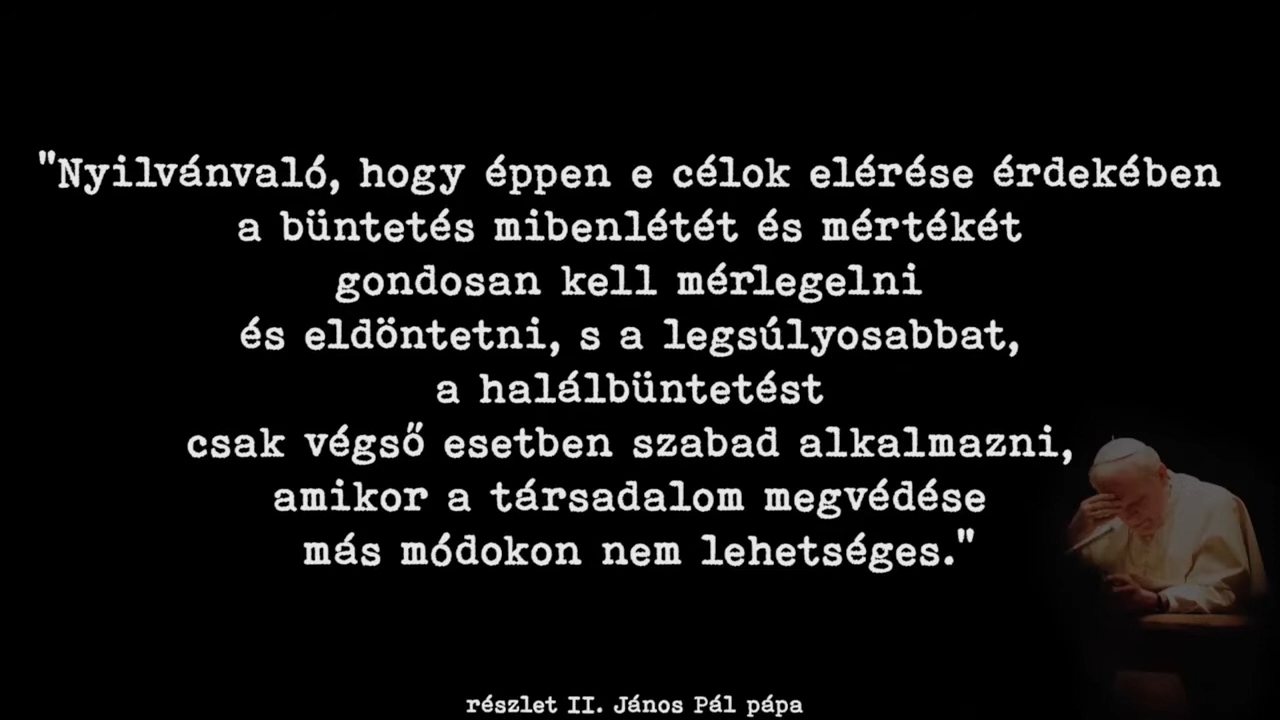 "Nyilvánvaló, hogy éppen e célok elérése érdekében
a büntetés mibenlétét és mértékét
gondosan kell mérlegelni
és eldöntetni, s a legsúlyosabbat,
a halálbüntetést
csak végső esetben szabad alkalmazni,
amikor a társadalom megvédése
más módokon nem lehetséges."
részlet II. János Pál pápa